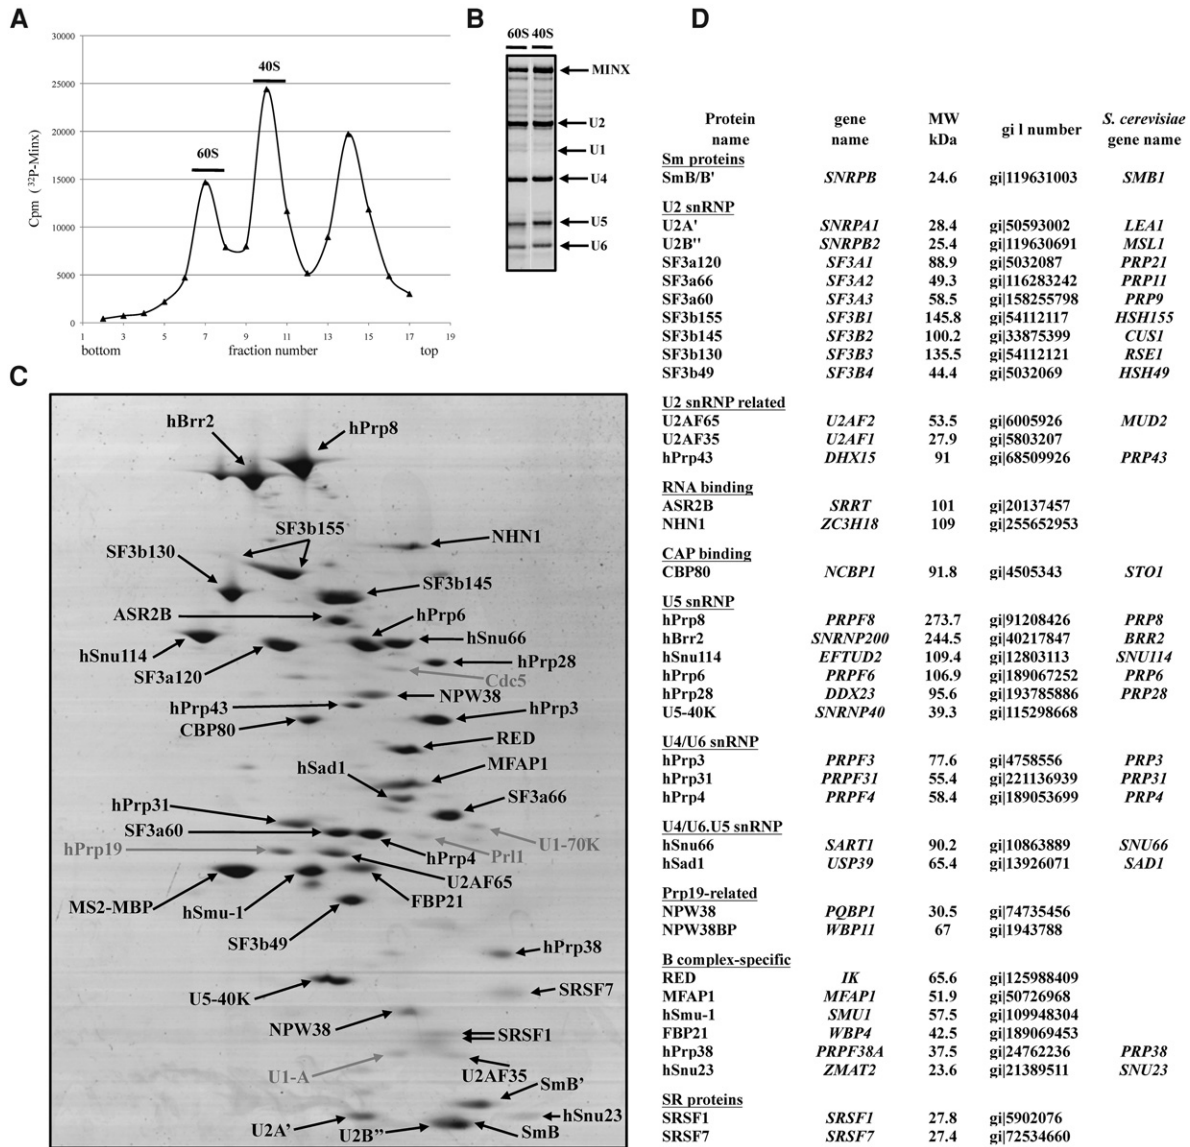 A
30000
25000
20000
15000
10000
5000
0
Cpm (³²P-Minx)
60S
40S
1 3 5 7 9 11 13 15 17 19
bottom fraction number top
B
60S 40S
MINX
U2
U1
U4
U5
U6
C
hBrr2
hPrp8
SF3b155
NHN1
SF3b130
SF3b145
ASR2B
hPrp6
hSnu66
hSnu114
SF3a120
hPrp28
Cdc5
NPW38
hPrp43
hPrp3
CBP80
RED
hSad1
MFAP1
hPrp31
SF3a66
SF3a60
U1-70K
hPrp19
hPrp4
Prl1
U2AF65
MS2-MBP
hSmu-1
FBP21
SF3b49
hPrp38
U5-40K
SRSF7
NPW38
SRSF1
U1-A
U2AF35
SmB'
hSnu23
U2A'
U2B''
SmB
D
Protein name gene name MW kDa gi l number S. cerevisiae gene name
Sm proteins
SmB/B' SNRPB 24.6 gi|119631003 SMB1
U2 snRNP
U2A' SNRPA1 28.4 gi|50593002 LEA1
U2B'' SNRPB2 25.4 gi|119630691 MSL1
SF3a120 SF3A1 88.9 gi|5032087 PRP21
SF3a66 SF3A2 49.3 gi|116283242 PRP11
SF3a60 SF3A3 58.5 gi|158255798 PRP9
SF3b155 SF3B1 145.8 gi|54112117 HSH155
SF3b145 SF3B2 100.2 gi|33875399 CUS1
SF3b130 SF3B3 135.5 gi|54112121 RSE1
SF3b49 SF3B4 44.4 gi|5032069 HSH49
U2 snRNP related
U2AF65 U2AF2 53.5 gi|6005926 MUD2
U2AF35 U2AF1 27.9 gi|5803207
hPrp43 DHX15 91 gi|68509926 PRP43
RNA binding
ASR2B SRRT 101 gi|20137457
NHN1 ZC3H18 109 gi|255652953
CAP binding
CBP80 NCBP1 91.8 gi|4505343 STO1
U5 snRNP
hPrp8 PRPF8 273.7 gi|91208426 PRP8
hBrr2 SNRNP200 244.5 gi|40217847 BRR2
hSnu114 EFTUD2 109.4 gi|12803113 SNU114
hPrp6 PRPF6 106.9 gi|189067252 PRP6
hPrp28 DDX23 95.6 gi|193785886 PRP28
U5-40K SNRNP40 39.3 gi|115298668
U4/U6 snRNP
hPrp3 PRPF3 77.6 gi|4758556 PRP3
hPrp31 PRPF31 55.4 gi|221136939 PRP31
hPrp4 PRPF4 58.4 gi|189053699 PRP4
U4/U6.U5 snRNP
hSnu66 SART1 90.2 gi|10863889 SNU66
hSad1 USP39 65.4 gi|13926071 SAD1
Prp19-related
NPW38 PQBP1 30.5 gi|74735456
NPW38BP WBP11 67 gi|1943788
B complex-specific
RED IK 65.6 gi|125988409
MFAP1 MFAP1 51.9 gi|50726968
hSmu-1 SMU1 57.5 gi|109948304
FBP21 WBP4 42.5 gi|189069453
hPrp38 PRPF38A 37.5 gi|24762236 PRP38
hSnu23 ZMAT2 23.6 gi|21389511 SNU23
SR proteins
SRSF1 SRSF1 27.8 gi|5902076
SRSF7 SRSF7 27.4 gi|72534660